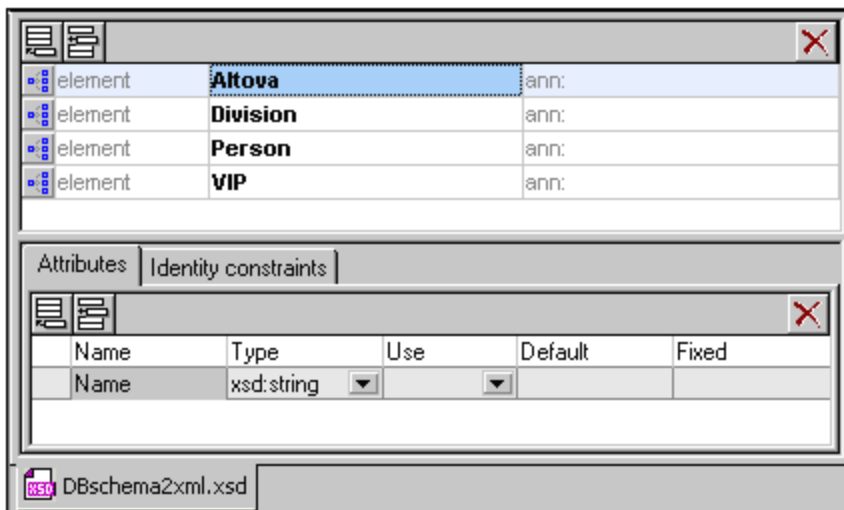 element Altova ann:
element Division ann:
element Person ann:
element VIP ann:
Attributes Identity constraints
Name Type Use Default Fixed
Name xsd:string
XSD DBschema2xml.xsd